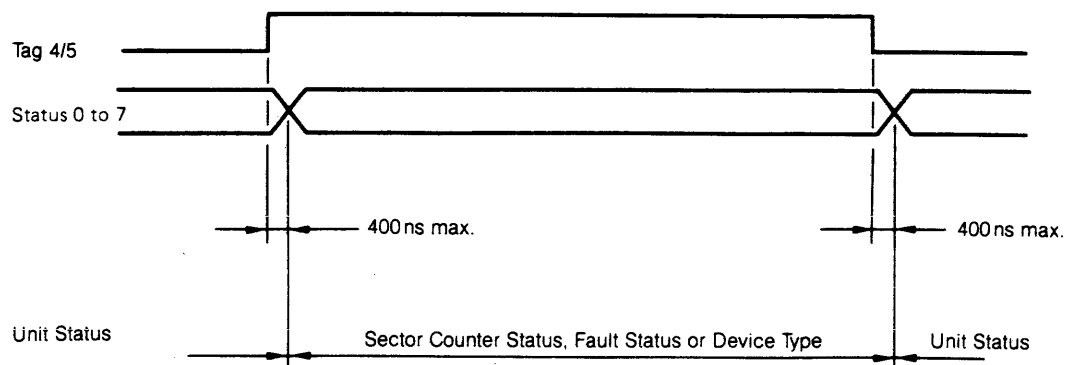 Tag 4/5
Status 0 to 7
400 ns max.
400 ns max.
Unit Status
Sector Counter Status, Fault Status or Device Type
Unit Status